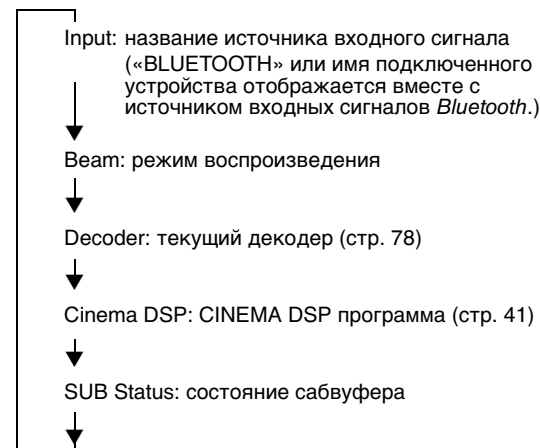 Input: название источника входного сигнала
(«BLUETOOTH» или имя подключенного
устройства отображается вместе с
источником входных сигналов Bluetooth.)
Beam: режим воспроизведения
Decoder: текущий декодер (стр. 78)
Cinema DSP: CINEMA DSP программа (стр. 41)
SUB Status: состояние сабвуфера